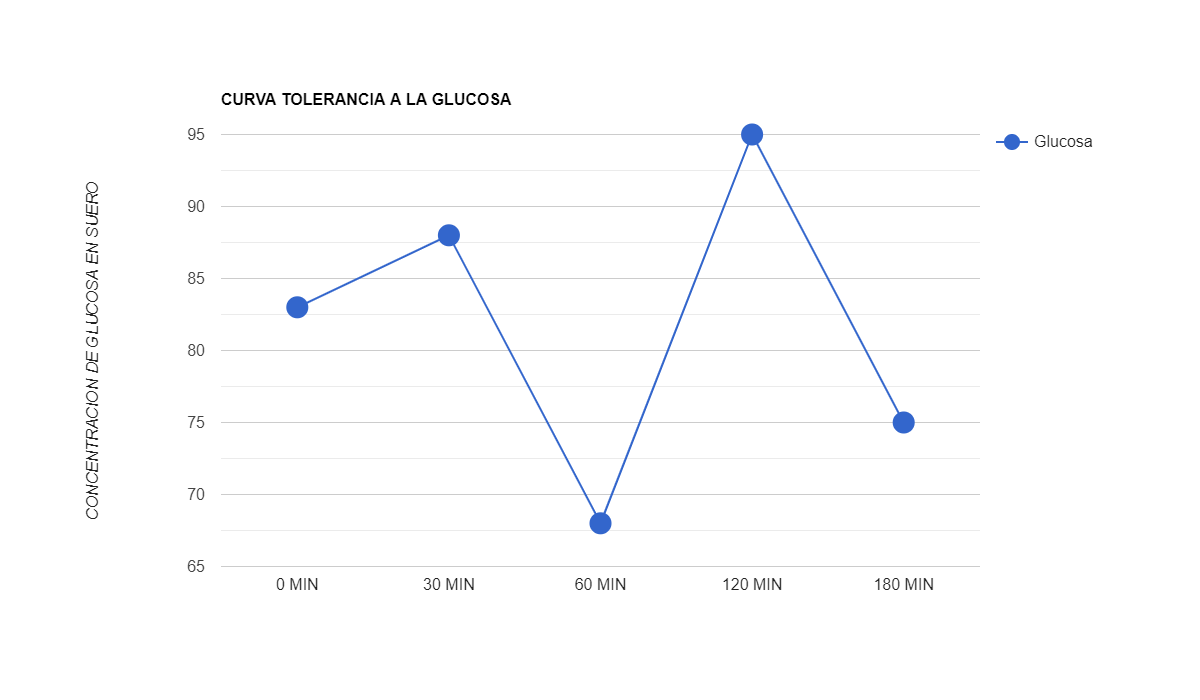 CURVA TOLERANCIA A LA GLUCOSA
CONCENTRACION DE GLUCOSA EN SUERO
95
90
85
80
75
70
65
0 MIN
30 MIN
60 MIN
120 MIN
180 MIN
Glucosa